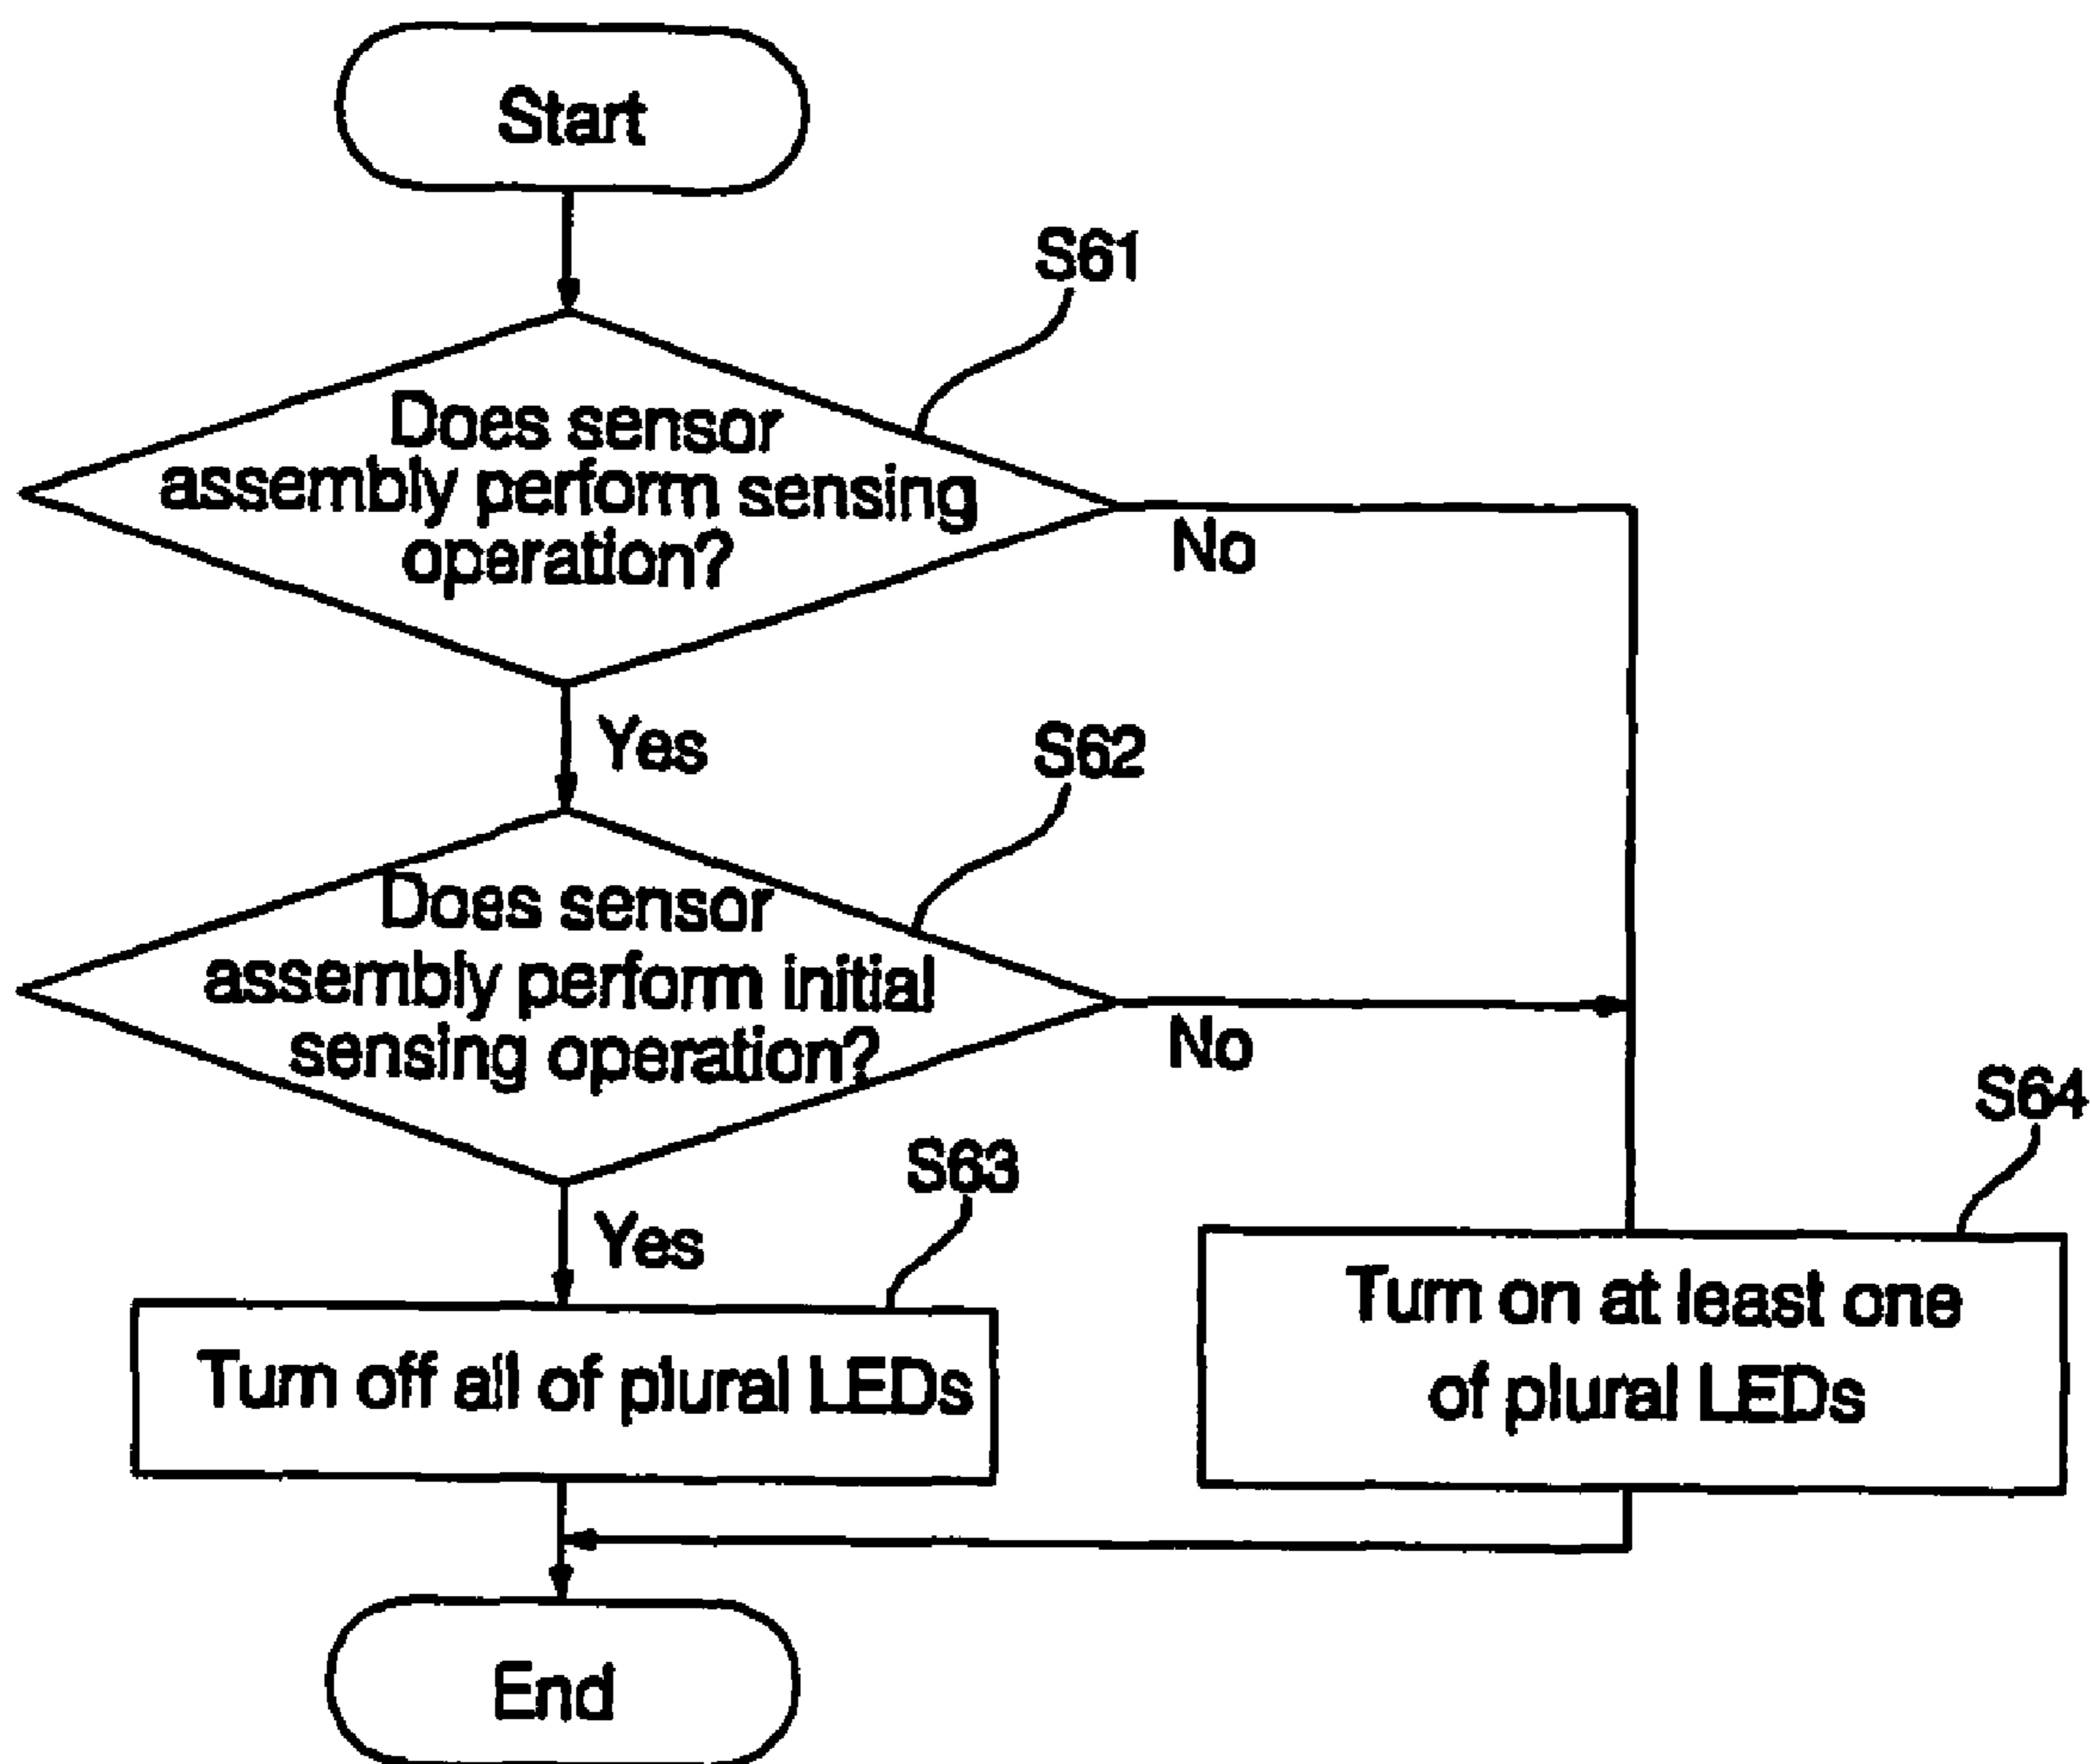 Start
S61
Does sensor
assembly perform sensing
operation?
No
Yes
S62
Does sensor
assembly perform initial
sensing operation?
No
S64
S63
Yes
Turn on at least one
of plural LEDs
Turn off all of plural LEDs
End